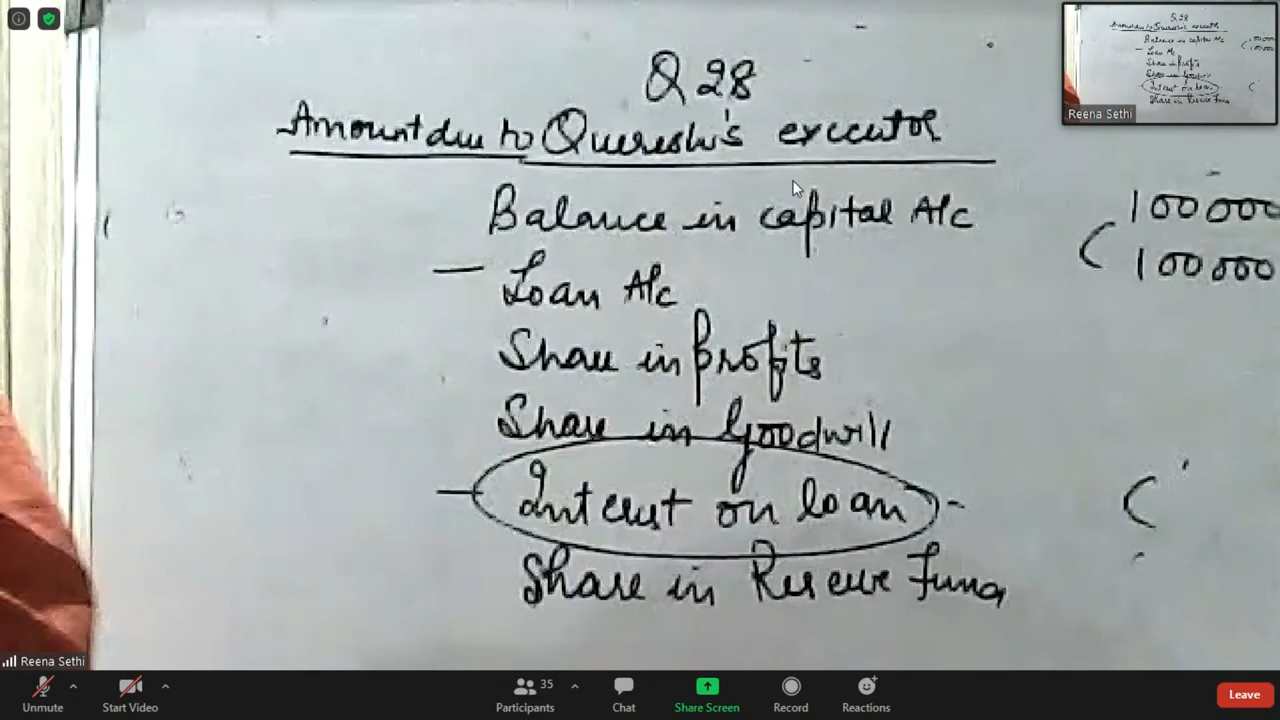 Q 28
Amount due to Quereshi's executor
Balance in capital A/c 100000
— Loan A/c ( 100000
Share in profits
Share in Goodwill
— Interest on loan - (
Share in Reserve Fund
Reena Sethi
Reena Sethi
Unmute
Start Video
35
Participants
Chat
Share Screen
Record
Reactions
Leave